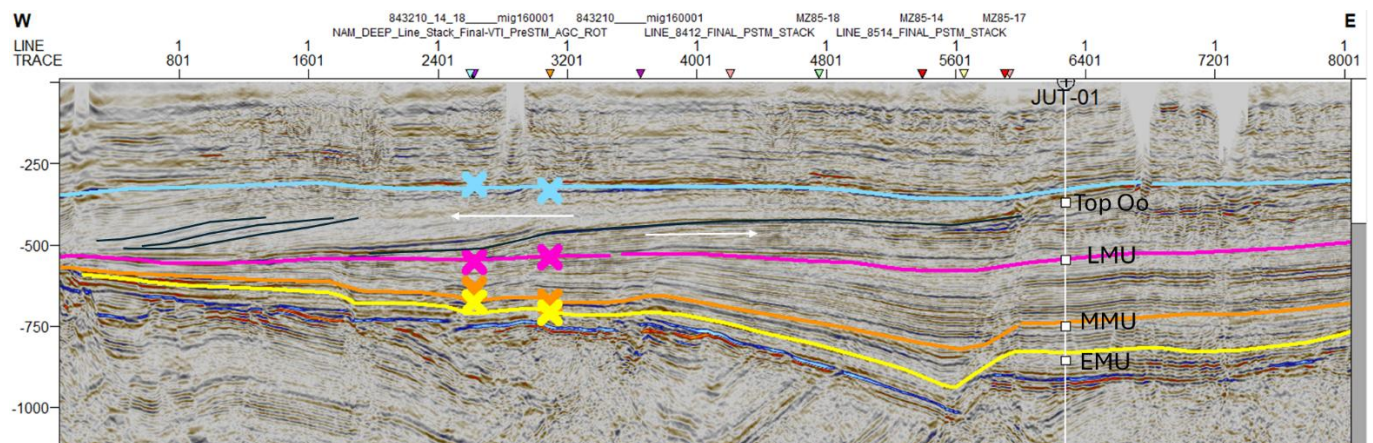 W E
843210_14_18____mig160001 843210____mig160001 MZ85-18 MZ85-14 MZ85-17
NAM_DEEP_Line_Stack_Final-VTI_PreSTM_AGC_ROT LINE_8412_FINAL_PSTM_STACK LINE_8514_FINAL_PSTM_STACK
LINE 1 1 1 1 1 1 1 1 1 1
TRACE 801 1601 2401 3201 4001 4801 5601 6401 7201 8001
JUT-01
-250
Top Oo
-500
LMU
-750
MMU
EMU
-1000